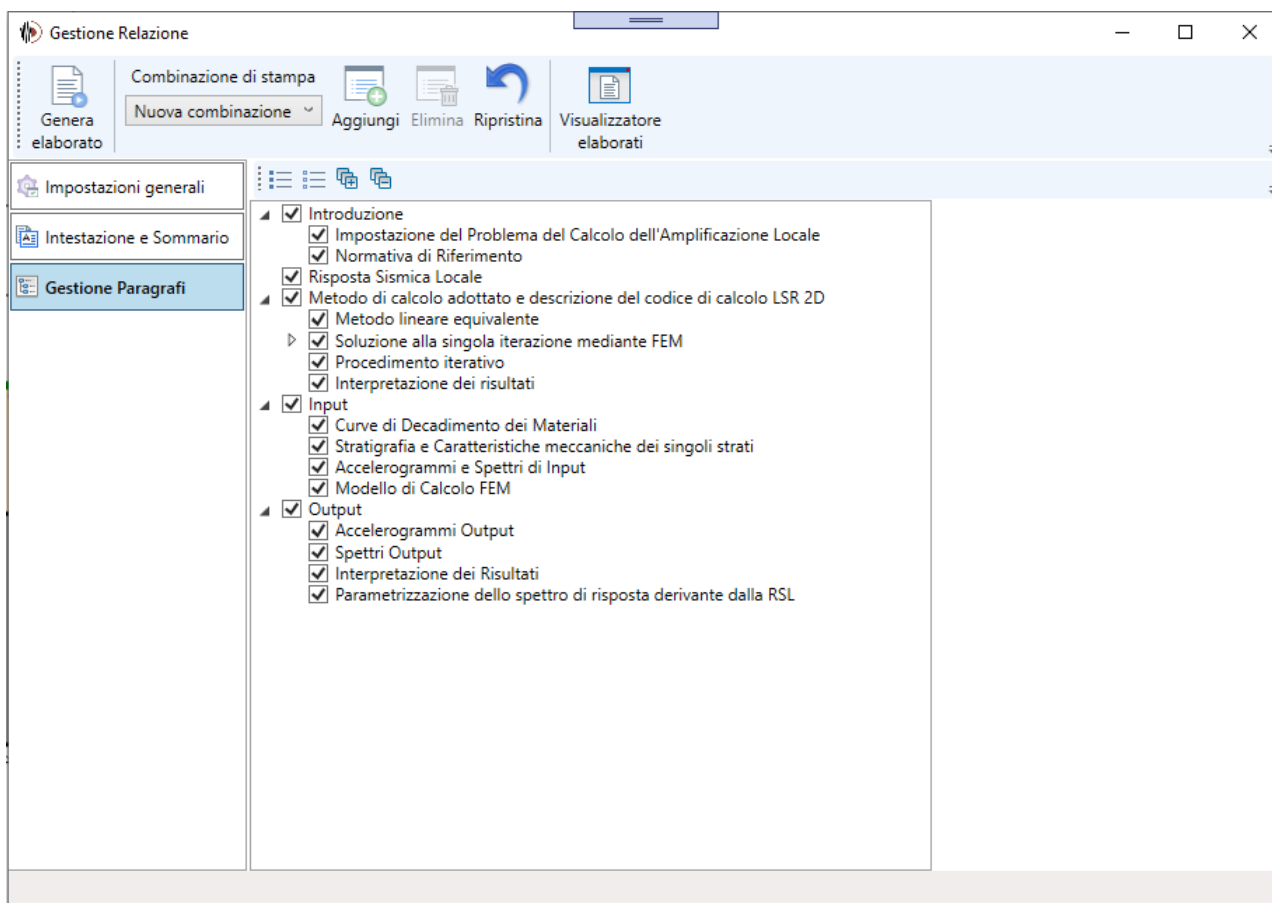 Gestione Relazione
Combinazione di stampa
Nuova combinazione
Genera
elaborato
Aggiungi
Elimina
Ripristina
Visualizzatore
elaborati
Impostazioni generali
Intestazione e Sommario
Gestione Paragrafi
Introduzione
Impostazione del Problema del Calcolo dell'Amplificazione Locale
Normativa di Riferimento
Risposta Sismica Locale
Metodo di calcolo adottato e descrizione del codice di calcolo LSR 2D
Metodo lineare equivalente
Soluzione alla singola iterazione mediante FEM
Procedimento iterativo
Interpretazione dei risultati
Input
Curve di Decadimento dei Materiali
Stratigrafia e Caratteristiche meccaniche dei singoli strati
Accelerogrammi e Spettri di Input
Modello di Calcolo FEM
Output
Accelerogrammi Output
Spettri Output
Interpretazione dei Risultati
Parametrizzazione dello spettro di risposta derivante dalla RSL